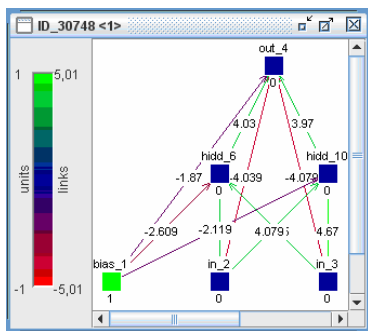 ID_30748 <1>
out_4
1 5,01
0
4.03 3.97
hidd_6 hidd_10
units links
-1.87 -4.039 -4.079
0 0
-2.609 -2.119 4.67
bias_1 in_2 in_3
-1 -5,01
1 0 0